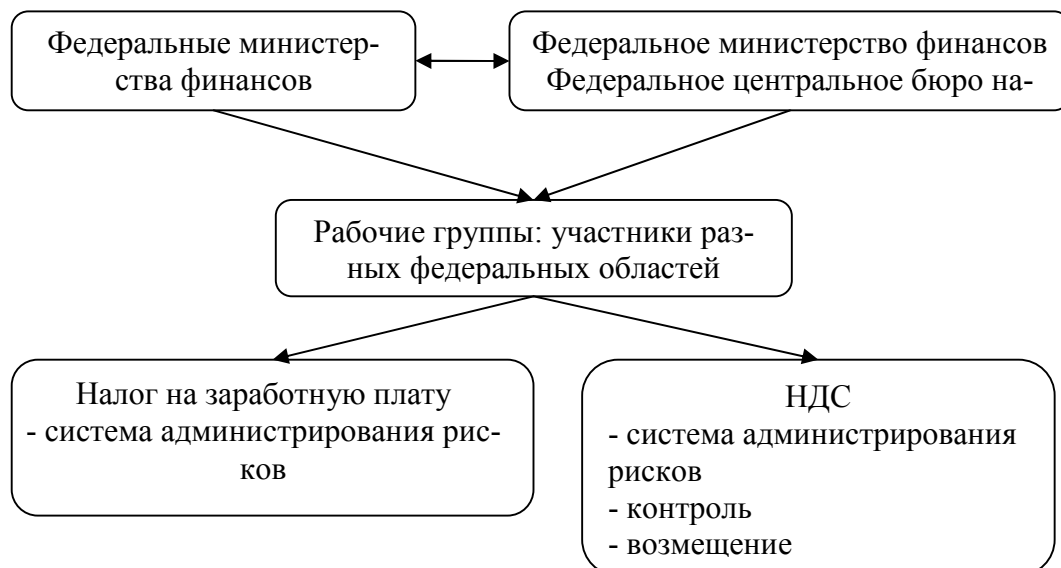 Федеральные министер-
ства финансов
Федеральное министерство финансов
Федеральное центральное бюро на-
Рабочие группы: участники раз-
ных федеральных областей
Налог на заработную плату
- система администрирования рис-
ков
НДС
- система администрирования
рисков
- контроль
- возмещение